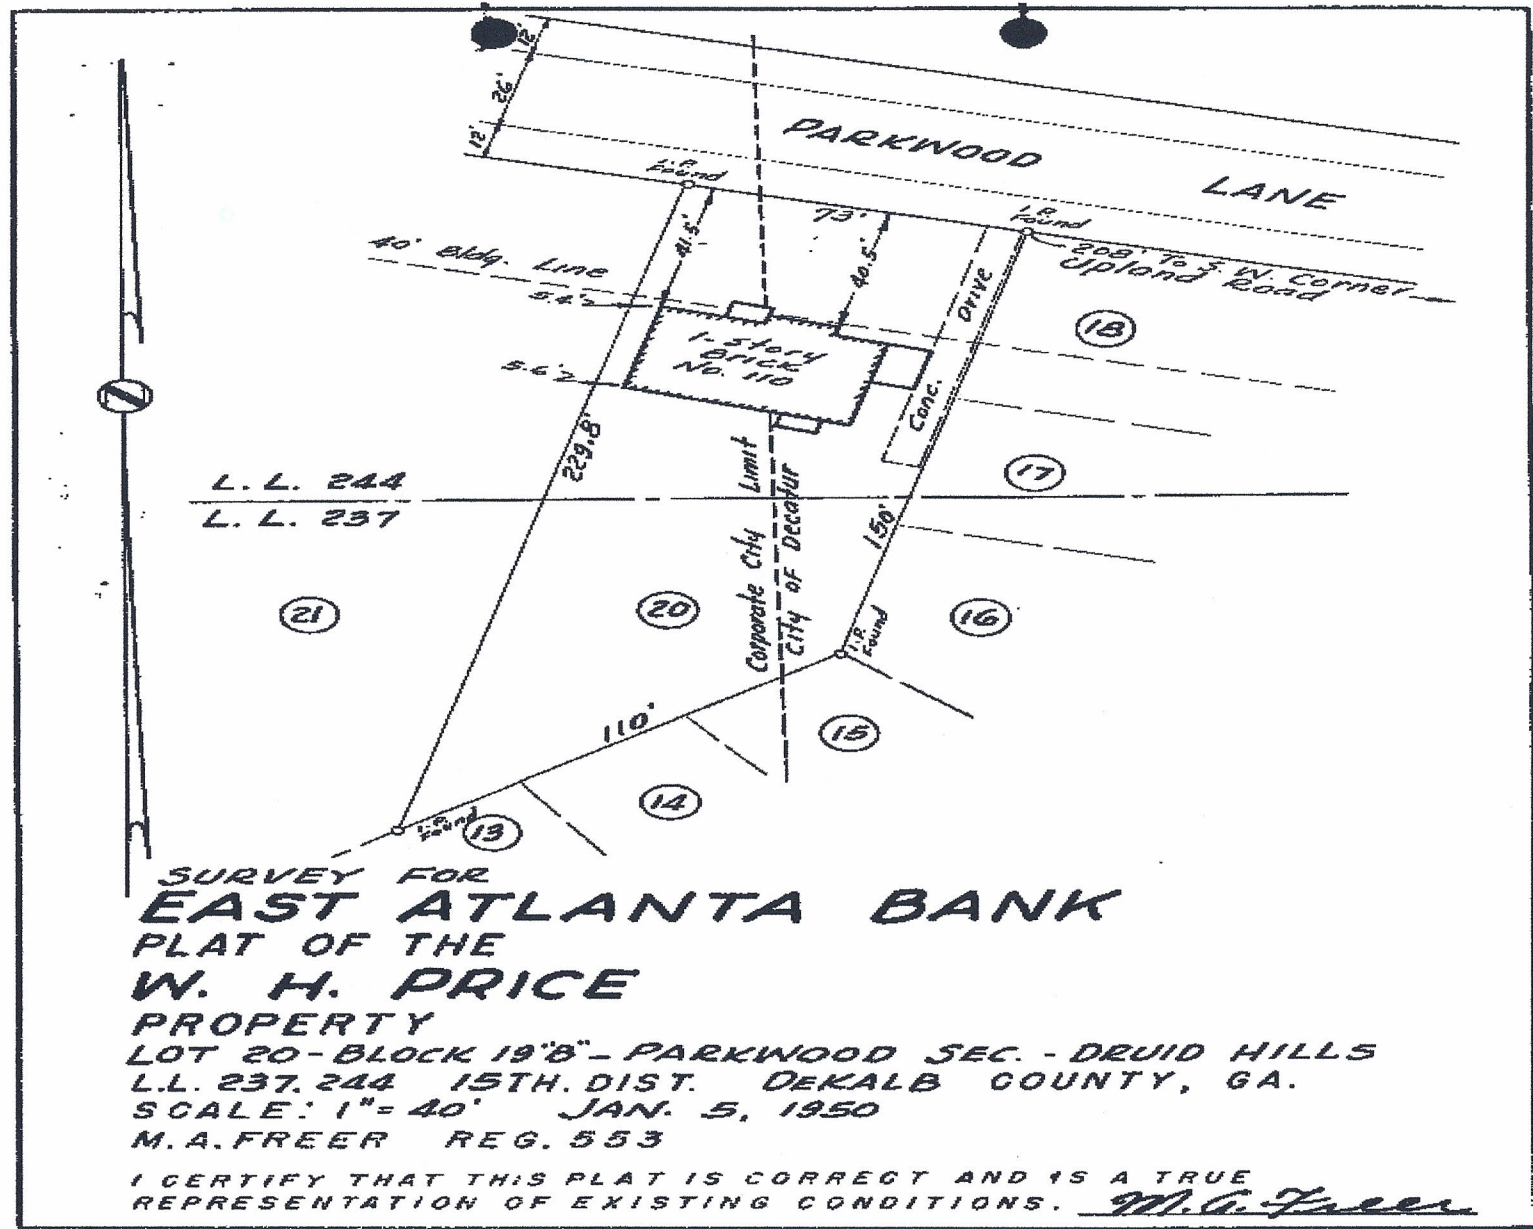 12'
26'
12'
PARKWOOD
LANE
I.P.
Found
I.P.
Found
73'
41.5'
40.5'
208' To S. W. Corner
Upland Road
40' Bldg. Line
5.4'
5.6'
1-Story
Brick
No. 110
Conc. Drive
18
17
229.8'
L. L. 244
L. L. 237
150'
Corporate City Limit
City of Decatur
21
20
16
I.P.
Found
110'
15
14
I.P.
Found
13
SURVEY FOR
EAST ATLANTA BANK
PLAT OF THE
W. H. PRICE
PROPERTY
LOT 20-BLOCK 19"B"-PARKWOOD SEC.-DRUID HILLS
L.L. 237.244 15TH. DIST. DEKALB COUNTY, GA.
SCALE: 1"=40' JAN. 5, 1950
M.A. FREER REG. 553
I CERTIFY THAT THIS PLAT IS CORRECT AND IS A TRUE
REPRESENTATION OF EXISTING CONDITIONS. M. A. Freer